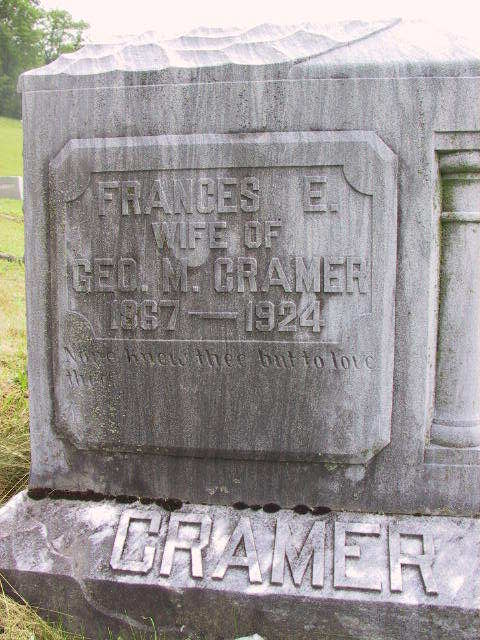 FRANCES E.
WIFE OF
GEO. M. CRAMER
1867 — 1924
None knew thee but to love
thee
CRAMER